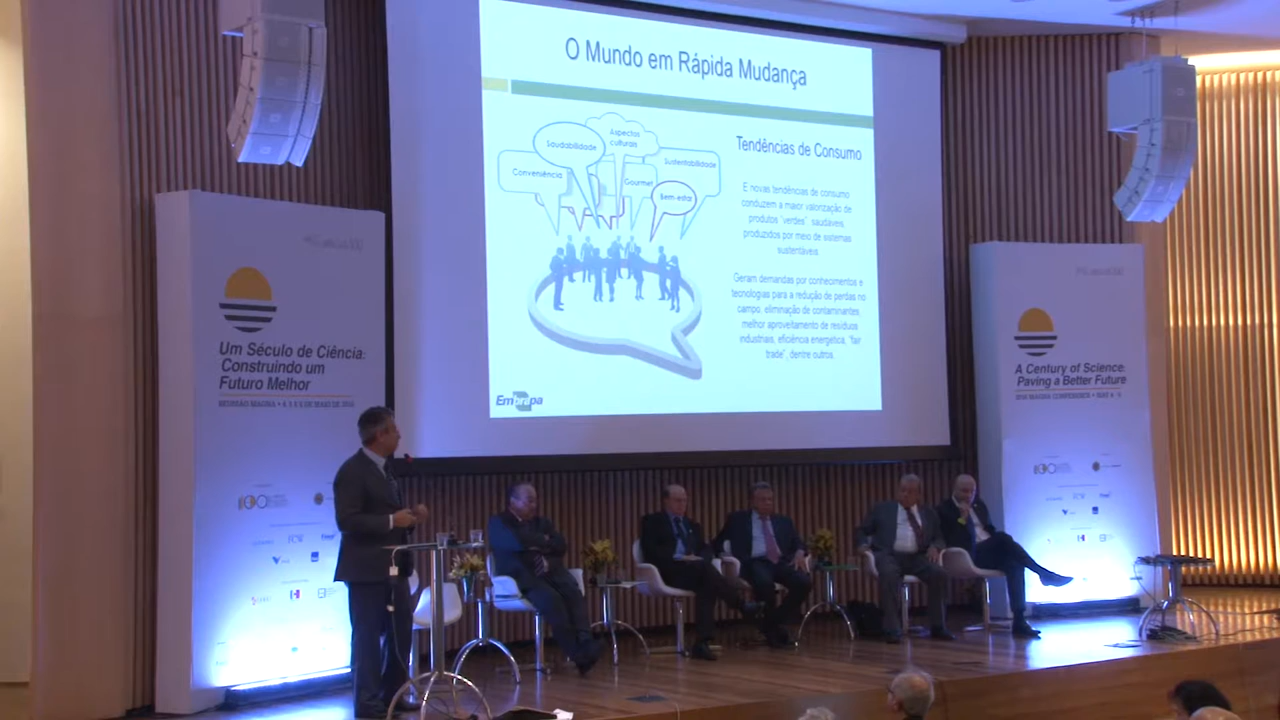 O Mundo em Rápida Mudança
Aspectos
culturais
Saudabilidade
Sustentabilidade
Conveniência
Gourmet
Bem-estar
Tendências de Consumo
E novas tendências de consumo
conduzem a maior valorização de
produtos "verdes" saudáveis,
produzidos por meio de sistemas
sustentáveis.
Geram demandas por conhecimentos e
tecnologias para a redução de perdas no
campo, eliminação de contaminantes,
melhor aproveitamento de resíduos
industriais, eficiência energética, "fair
trade", dentre outros.
Embrapa
Um Século de Ciência:
Construindo um
Futuro Melhor
A Century of Science:
Paving a Better Future